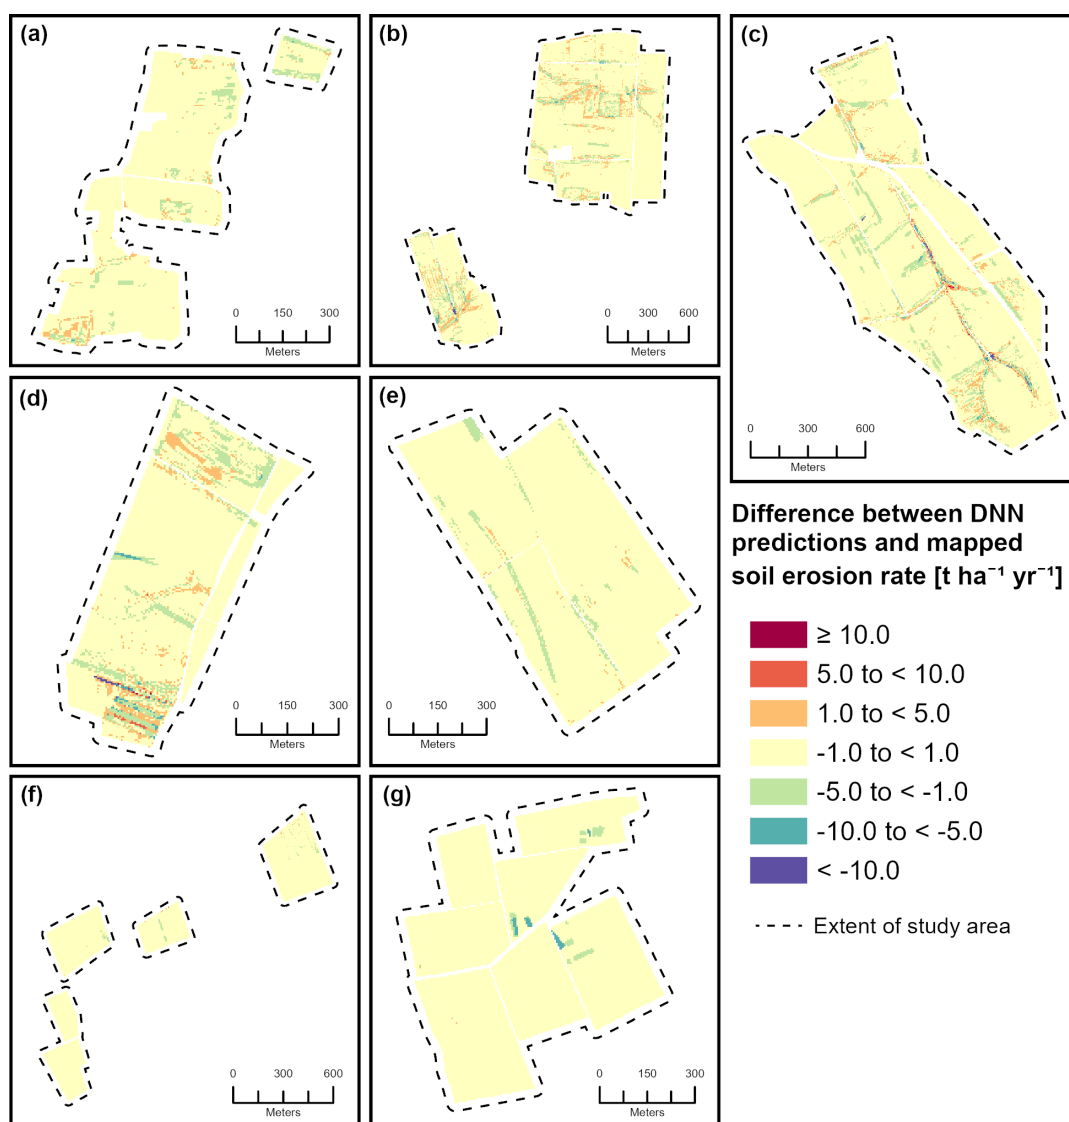 (a)
0 150 300
Meters
(b)
0 300 600
Meters
(c)
0 300 600
Meters
(d)
0 150 300
Meters
(e)
0 150 300
Meters
(f)
0 300 600
Meters
(g)
0 150 300
Meters
Difference between DNN
predictions and mapped
soil erosion rate [t ha⁻¹ yr⁻¹]
≥ 10.0
5.0 to < 10.0
1.0 to < 5.0
-1.0 to < 1.0
-5.0 to < -1.0
-10.0 to < -5.0
< -10.0
Extent of study area